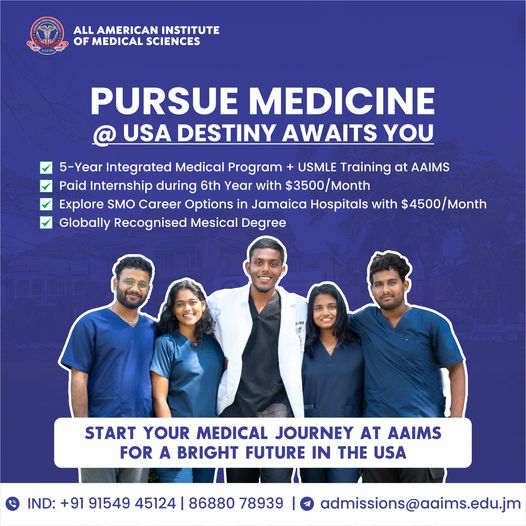 ALL AMERICAN INSTITUTE
OF MEDICAL SCIENCES
PURSUE MEDICINE
@ USA DESTINY AWAITS YOU
5-Year Integrated Medical Program + USMLE Training at AAIMS
Paid Internship during 6th Year with $3500/Month
Explore SMO Career Options in Jamaica Hospitals with $4500/Month
Globally Recognised Mesical Degree
START YOUR MEDICAL JOURNEY AT AAIMS
FOR A BRIGHT FUTURE IN THE USA
IND: +91 91549 45124 | 86880 78939 | admissions@aaims.edu.jm